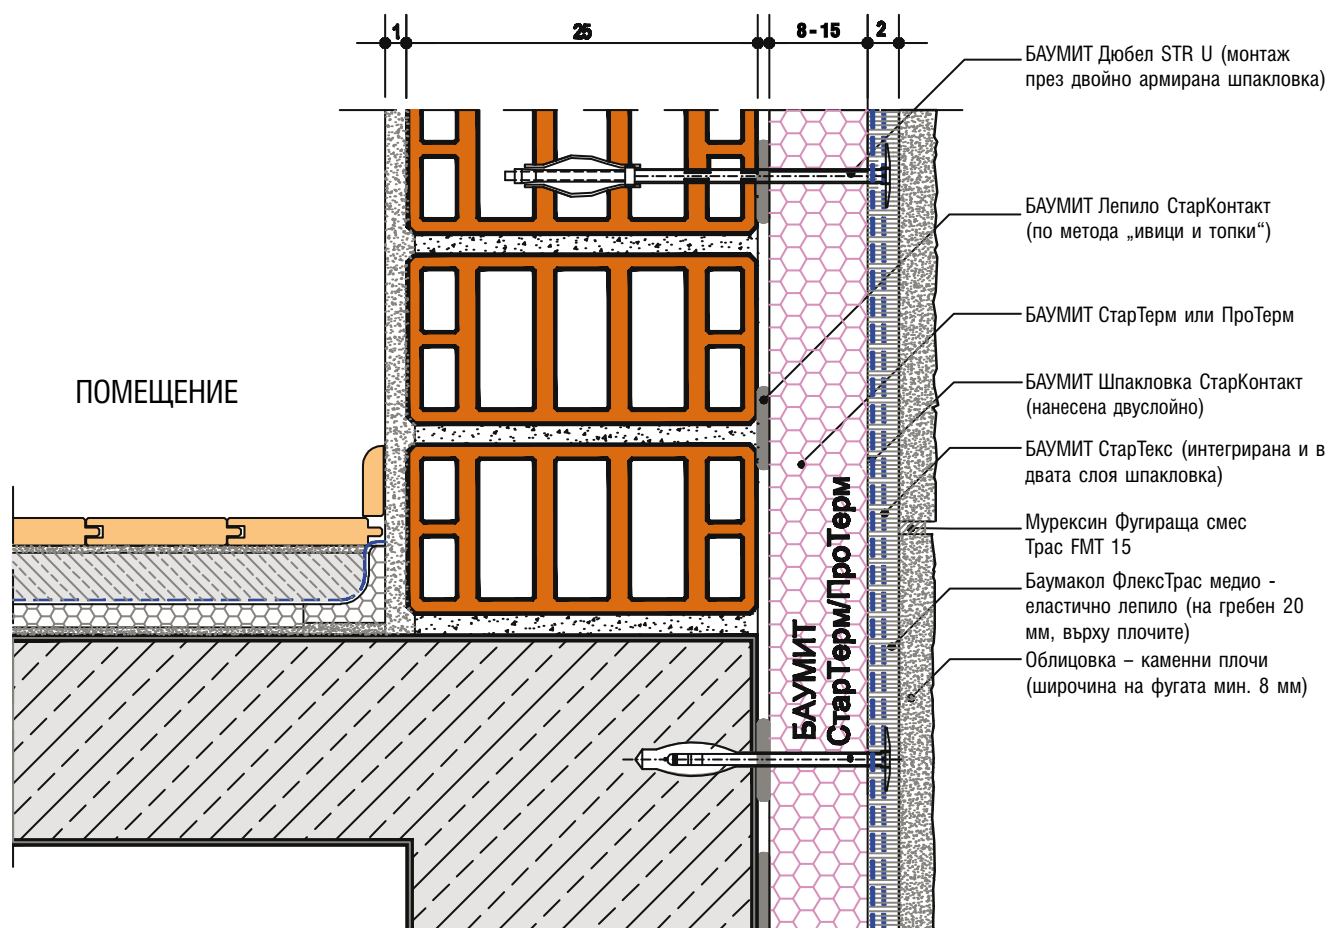 1 25 8 - 15 2
БАУМИТ Дюбел STR U (монтаж
през двойно армирана шпакловка)
БАУМИТ Лепило СтарКонтакт
(по метода „ивици и топки“)
БАУМИТ СтарТерм или ПроТерм
БАУМИТ Шпакловка СтарКонтакт
(нанесена двуслойно)
БАУМИТ СтарТекс (интегрирана и в
двата слоя шпакловка)
Мурексин Фугираща смес
Трас FMT 15
Баумакол ФлексТрас медио -
еластично лепило (на гребен 20
мм, върху плочите)
Облицовка – каменни плочи
(широчина на фугата мин. 8 мм)
ПОМЕЩЕНИЕ
БАУМИТ
СтарТерм/ПроТерм